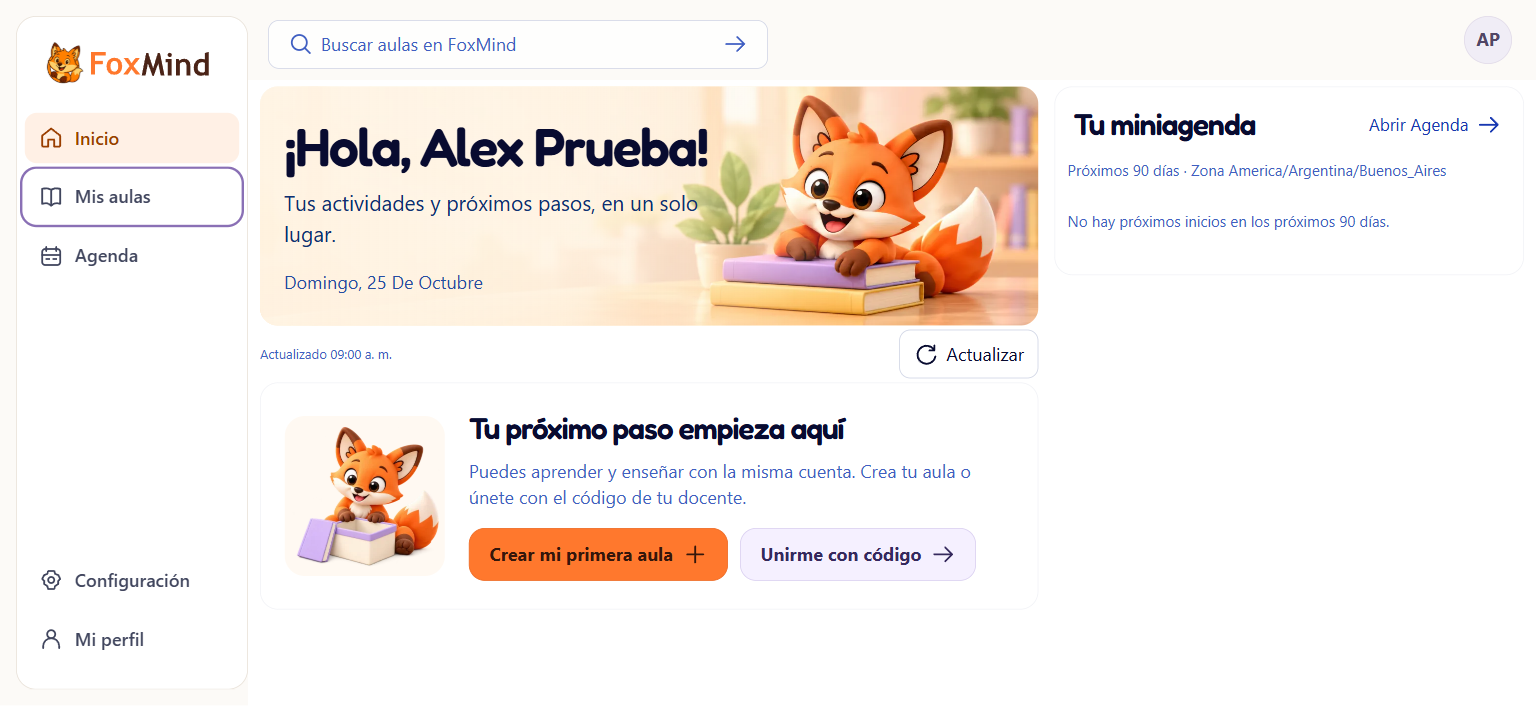 FoxMind
Inicio
Mis aulas
Agenda
Configuración
Mi perfil
Buscar aulas en FoxMind
AP
¡Hola, Alex Prueba!
Tus actividades y próximos pasos, en un solo
lugar.
Domingo, 25 De Octubre
Actualizado 09:00 a. m.
Actualizar
Tu próximo paso empieza aquí
Puedes aprender y enseñar con la misma cuenta. Crea tu aula o
únete con el código de tu docente.
Crear mi primera aula
Unirme con código
Tu miniagenda
Abrir Agenda
Próximos 90 días · Zona America/Argentina/Buenos_Aires
No hay próximos inicios en los próximos 90 días.